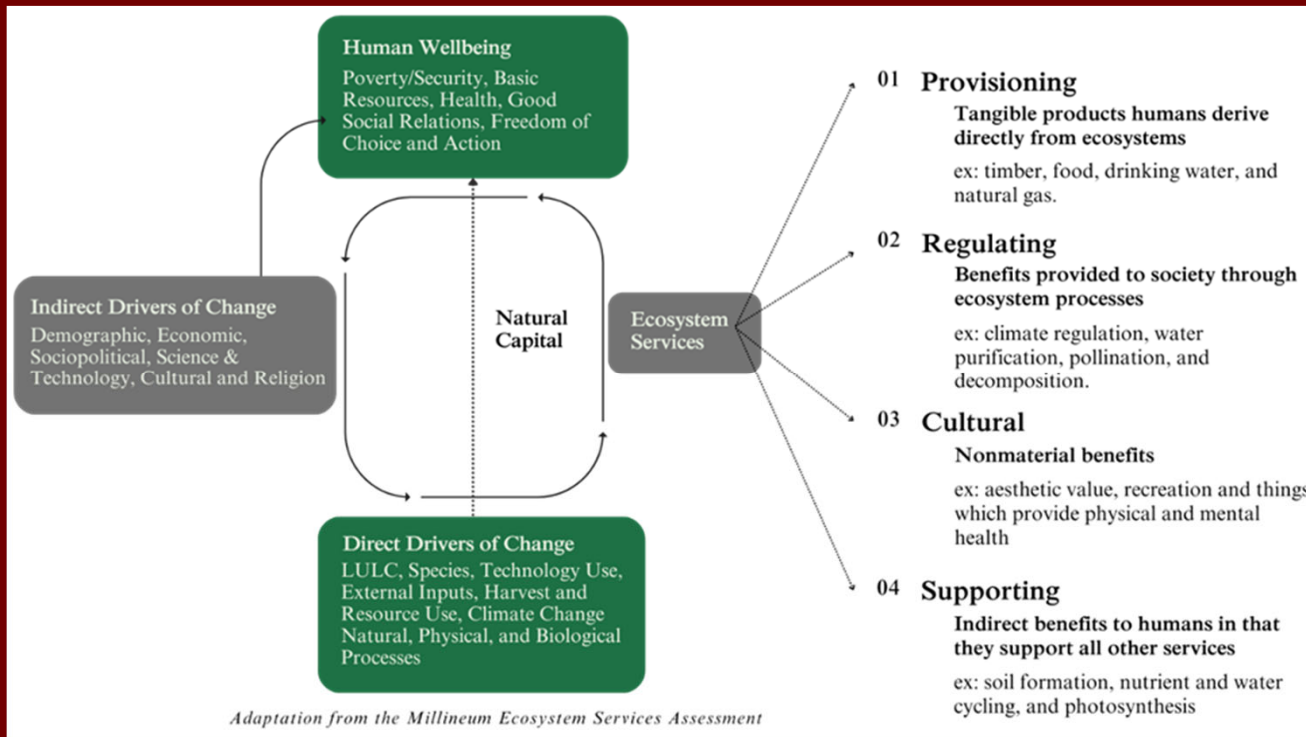 Human Wellbeing
Poverty/Security, Basic
Resources, Health, Good
Social Relations, Freedom of
Choice and Action
Indirect Drivers of Change
Demographic, Economic,
Sociopolitical, Science &
Technology, Cultural and Religion
Natural
Capital
Ecosystem
Services
Direct Drivers of Change
LULC, Species, Technology Use,
External Inputs, Harvest and
Resource Use, Climate Change
Natural, Physical, and Biological
Processes
Adaptation from the Millineum Ecosystem Services Assessment
01 Provisioning
Tangible products humans derive
directly from ecosystems
ex: timber, food, drinking water, and
natural gas.
02 Regulating
Benefits provided to society through
ecosystem processes
ex: climate regulation, water
purification, pollination, and
decomposition.
03 Cultural
Nonmaterial benefits
ex: aesthetic value, recreation and things
which provide physical and mental
health
04 Supporting
Indirect benefits to humans in that
they support all other services
ex: soil formation, nutrient and water
cycling, and photosynthesis